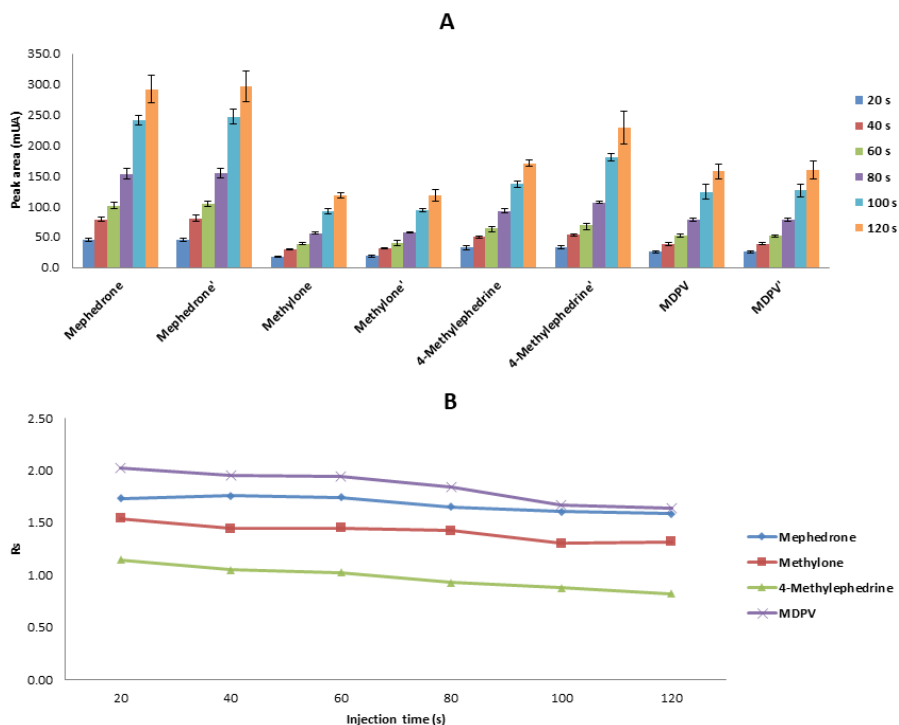 A
350.0
300.0
250.0
200.0
150.0
100.0
50.0
0.0
Peak area (mUA)
20 s
40 s
60 s
80 s
100 s
120 s
Mephedrone
Mephedrone'
Methylone
Methylone'
4-Methylephedrine
4-Methylephedrine'
MDPV
MDPV'
B
2.50
2.00
1.50
1.00
0.50
0.00
Rs
20 40 60 80 100 120
Injection time (s)
Mephedrone
Methylone
4-Methylephedrine
MDPV